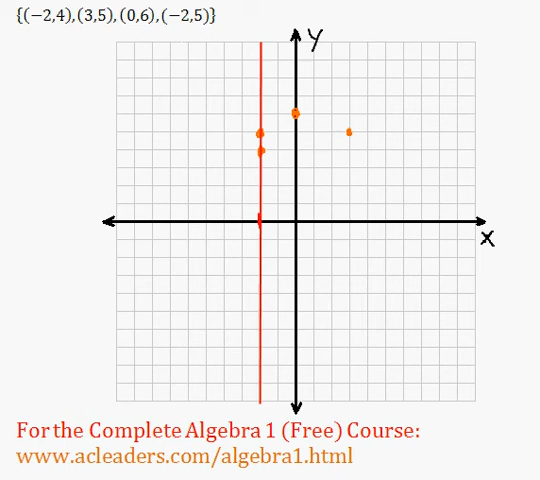 {(−2,4),(3,5),(0,6),(−2,5)}
y
x
For the Complete Algebra 1 (Free) Course:
www.acleaders.com/algebra1.html